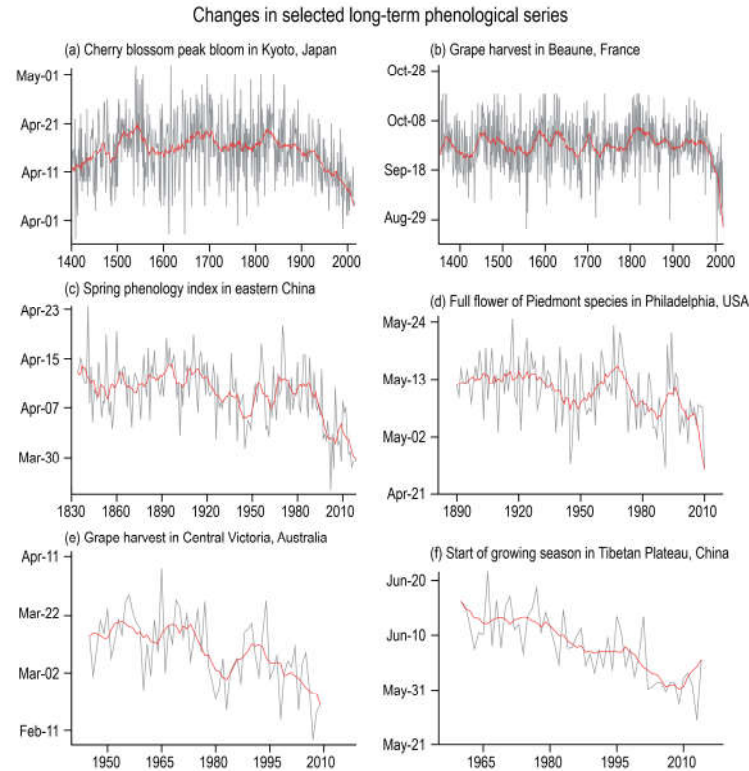 Changes in selected long-term phenological series
(a) Cherry blossom peak bloom in Kyoto, Japan
May-01
Apr-21
Apr-11
Apr-01
1400 1500 1600 1700 1800 1900 2000
(b) Grape harvest in Beaune, France
Oct-28
Oct-08
Sep-18
Aug-29
1400 1500 1600 1700 1800 1900 2000
(c) Spring phenology index in eastern China
Apr-23
Apr-15
Apr-07
Mar-30
1830 1860 1890 1920 1950 1980 2010
(d) Full flower of Piedmont species in Philadelphia, USA
May-24
May-13
May-02
Apr-21
1890 1920 1950 1980 2010
(e) Grape harvest in Central Victoria, Australia
Apr-11
Mar-22
Mar-02
Feb-11
1950 1965 1980 1995 2010
(f) Start of growing season in Tibetan Plateau, China
Jun-20
Jun-10
May-31
May-21
1965 1980 1995 2010